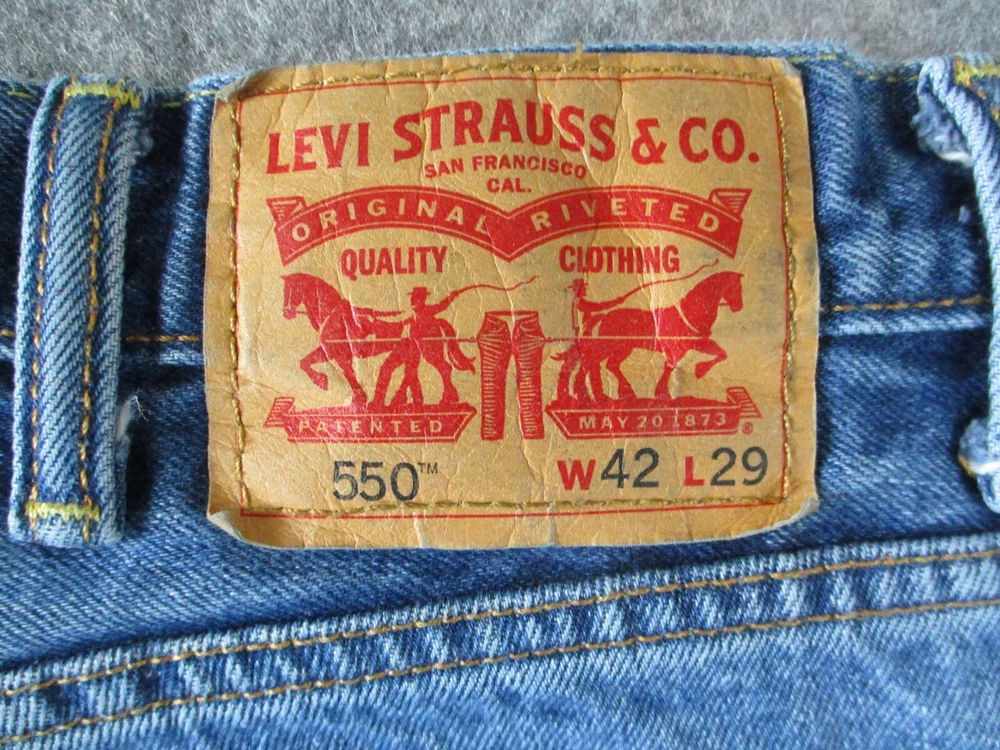 LEVI STRAUSS & CO.
SAN FRANCISCO
CAL.
ORIGINAL RIVETED
QUALITY CLOTHING
PATENTED MAY 20 1873 ®
550™ W42 L29